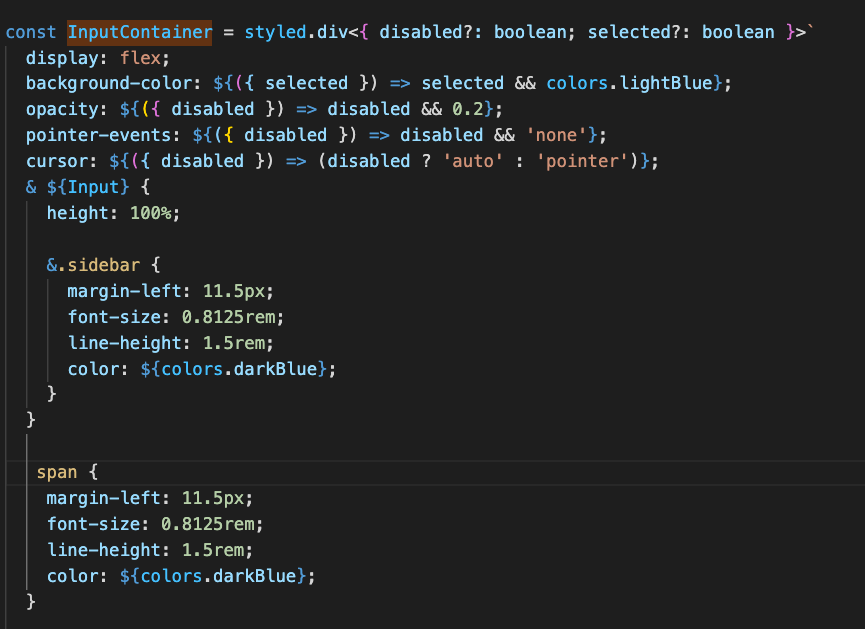 const InputContainer = styled.div<{ disabled?: boolean; selected?: boolean }>`
display: flex;
background-color: ${({ selected }) => selected && colors.lightBlue};
opacity: ${({ disabled }) => disabled && 0.2};
pointer-events: ${({ disabled }) => disabled && 'none'};
cursor: ${({ disabled }) => (disabled ? 'auto' : 'pointer')};
& ${Input} {
height: 100%;
&.sidebar {
margin-left: 11.5px;
font-size: 0.8125rem;
line-height: 1.5rem;
color: ${colors.darkBlue};
}
}
span {
margin-left: 11.5px;
font-size: 0.8125rem;
line-height: 1.5rem;
color: ${colors.darkBlue};
}